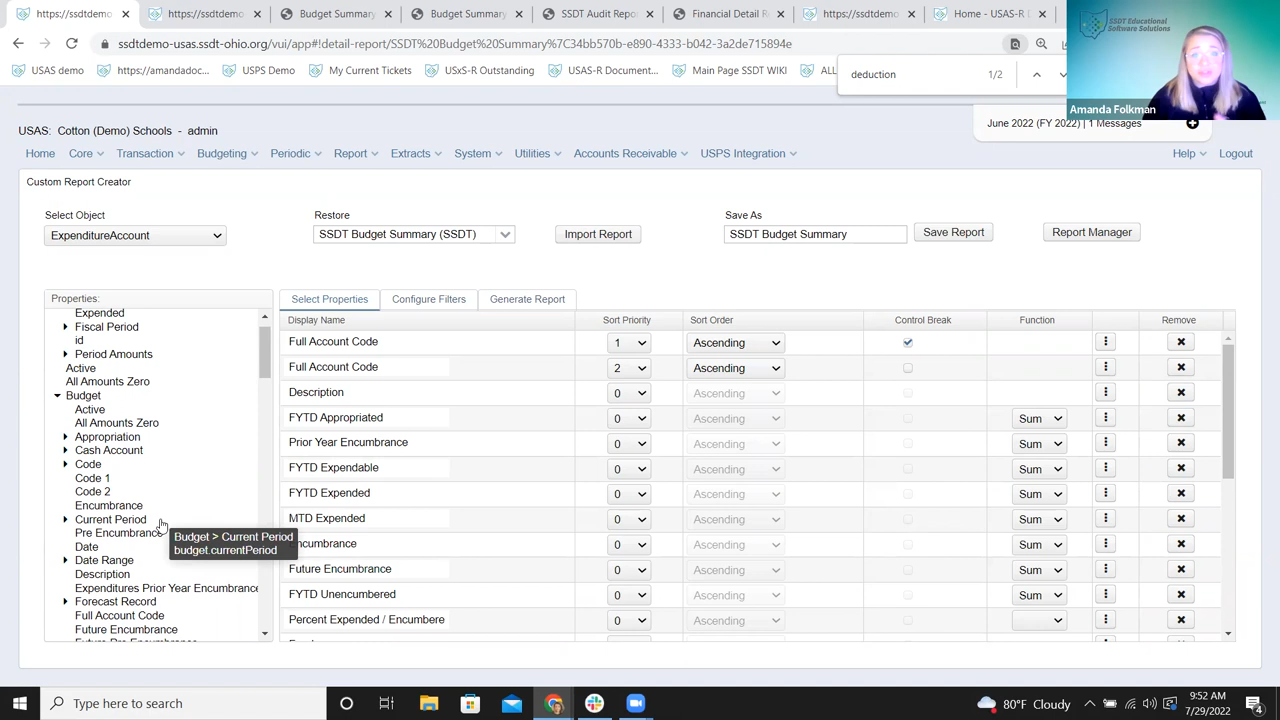 https://ssdtdemo
https://ssdtdemo
Budget Summary
Budget Summary
SSDT Audit Repo
Financial Detail R
https://ssdtdemo
Home - USAS-R D
ssdtdemo-usas.ssdt-ohio.org/vui/app#!detail-report/SSDT%20Budget%20Summary%7C34bb570b-e890-4333-b042-3a2de715894e
USAS demo
https://amandadoc...
USPS Demo
My Current Tickets
USxS-R Outstanding
USAS-R Document...
Main Page SSDT WIKI
deduction
1/2
SSDT Educational
Software Solutions
Amanda Folkman
USAS: Cotton (Demo) Schools - admin
June 2022 (FY 2022) | 1 Messages
Home
Core
Transaction
Budgeting
Periodic
Report
Extracts
System
Utilities
Accounts Receivable
USPS Integration
Help
Logout
Custom Report Creator
Select Object
Restore
Save As
ExpenditureAccount
SSDT Budget Summary (SSDT)
Import Report
SSDT Budget Summary
Save Report
Report Manager
Properties:
Expended
Fiscal Period
id
Period Amounts
Active
All Amounts Zero
Budget
Active
All Amounts Zero
Appropriation
Cash Account
Code
Code 1
Code 2
Encumbrance
Current Period
Pre Encumbrance
Date
Date Range
Description
Expenditures Prior Year Encumbrance
Forecast Record
Full Account Code
Future Encumbrance
Budget > Current Period
budget.currentPeriod
Select Properties
Configure Filters
Generate Report
Display Name
Sort Priority
Sort Order
Control Break
Function
Remove
Full Account Code 1 Ascending
Full Account Code 2 Ascending
Description 0 Ascending
FYTD Appropriated 0 Ascending Sum
Prior Year Encumbrance 0 Ascending Sum
FYTD Expendable 0 Ascending Sum
FYTD Expended 0 Ascending Sum
MTD Expended 0 Ascending Sum
0 Ascending Sum
Future Encumbrance 0 Ascending Sum
FYTD Unencumbered 0 Ascending Sum
Percent Expended / Encumbere 0 Ascending
Type here to search
80°F Cloudy
9:52 AM
7/29/2022
4